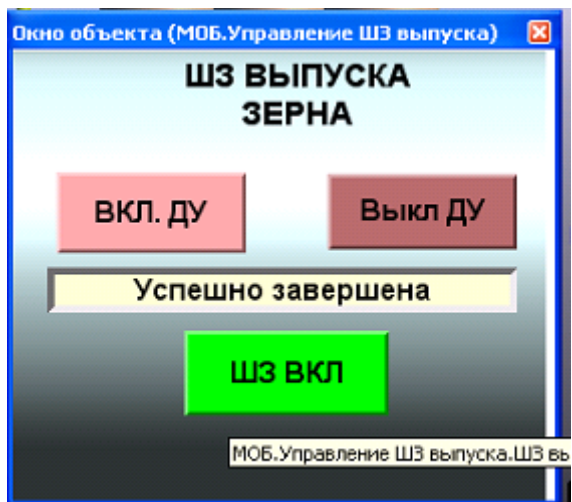 Окно объекта (МОБ.Управление ШЗ выпуска)
ШЗ ВЫПУСКА
ЗЕРНА
ВКЛ. ДУ
Выкл ДУ
Успешно завершена
ШЗ ВКЛ
МОБ.Управление ШЗ выпуска.ШЗ вы